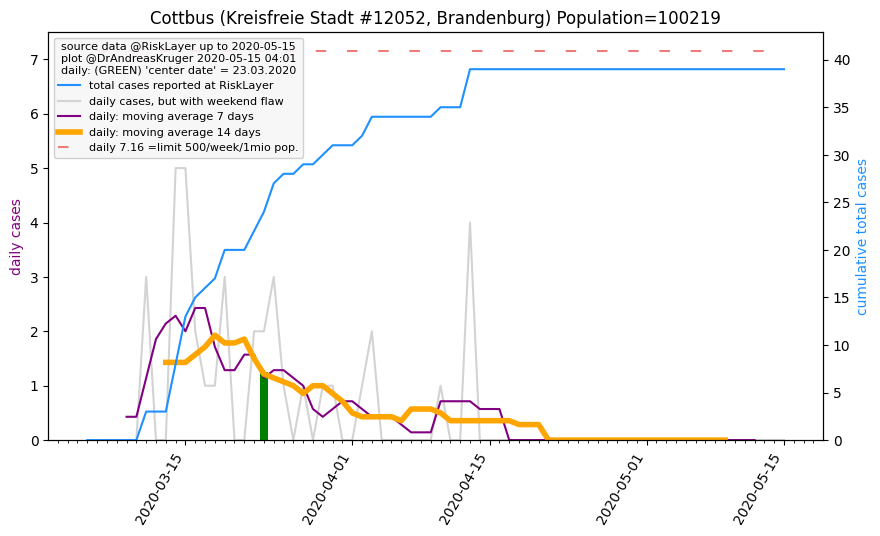 Cottbus (Kreisfreie Stadt #12052, Brandenburg) Population=100219
source data @RiskLayer up to 2020-05-15
plot @DrAndreasKruger 2020-05-15 04:01
daily: (GREEN) 'center date' = 23.03.2020
total cases reported at RiskLayer
daily cases, but with weekend flaw
daily: moving average 7 days
daily: moving average 14 days
daily 7.16 =limit 500/week/1mio pop.
daily cases
7
6
5
4
3
2
1
0
cumulative total cases
40
35
30
25
20
15
10
5
0
2020-03-15
2020-04-01
2020-04-15
2020-05-01
2020-05-15